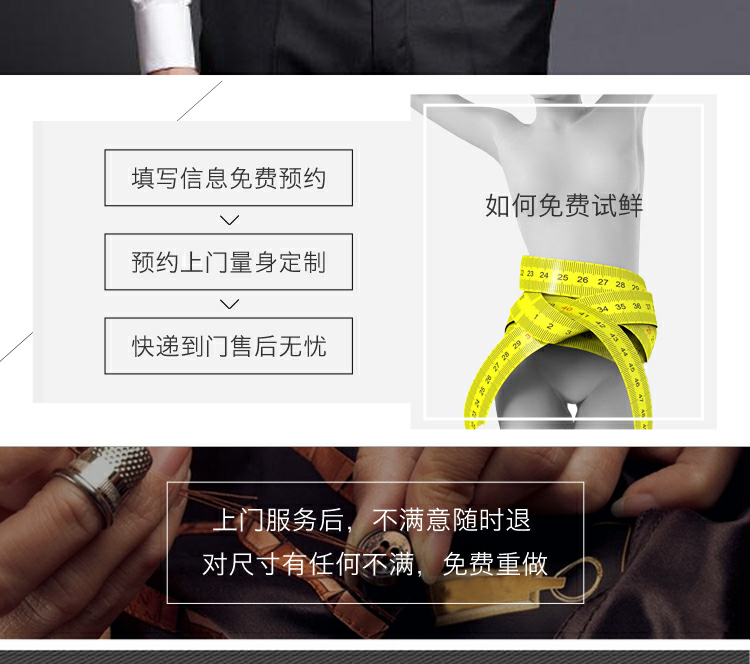 填写信息免费预约
预约上门量身定制
快递到门售后无忧
如何免费试鲜
上门服务后，不满意随时退
对尺寸有任何不满，免费重做